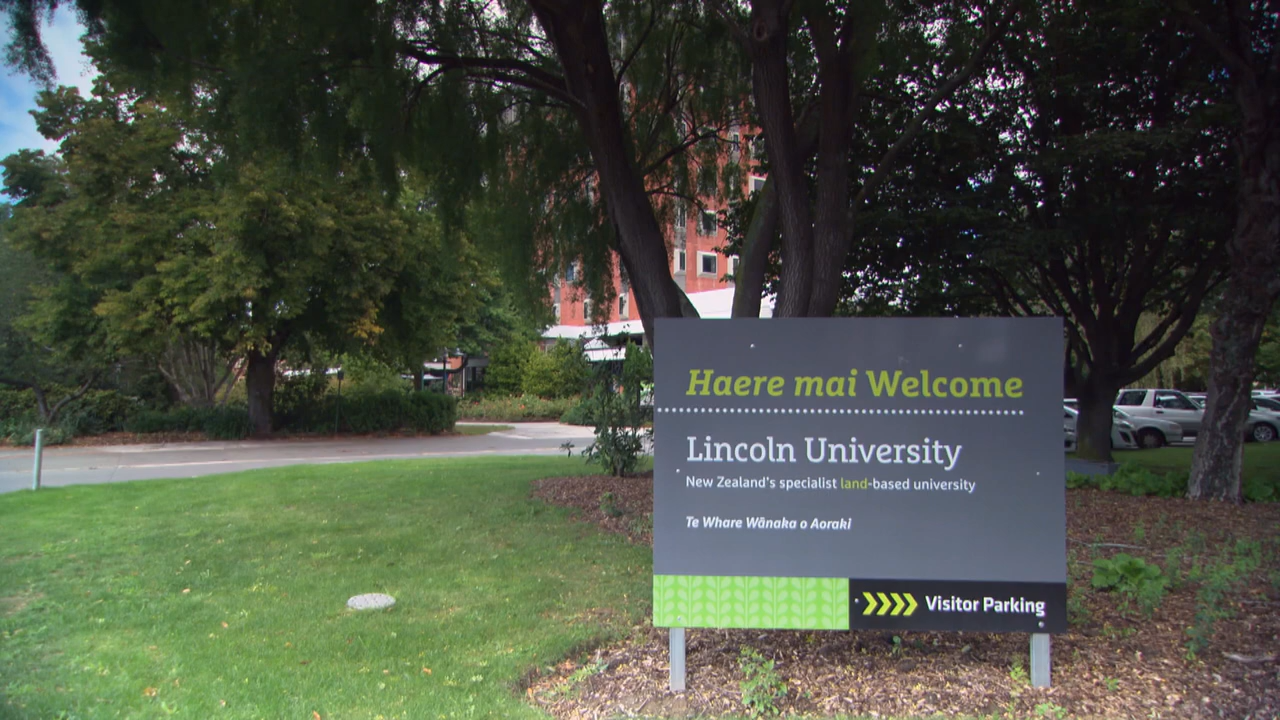 Haere mai Welcome
Lincoln University
New Zealand's specialist land-based university
Te Whare Wānaka o Aoraki
Visitor Parking